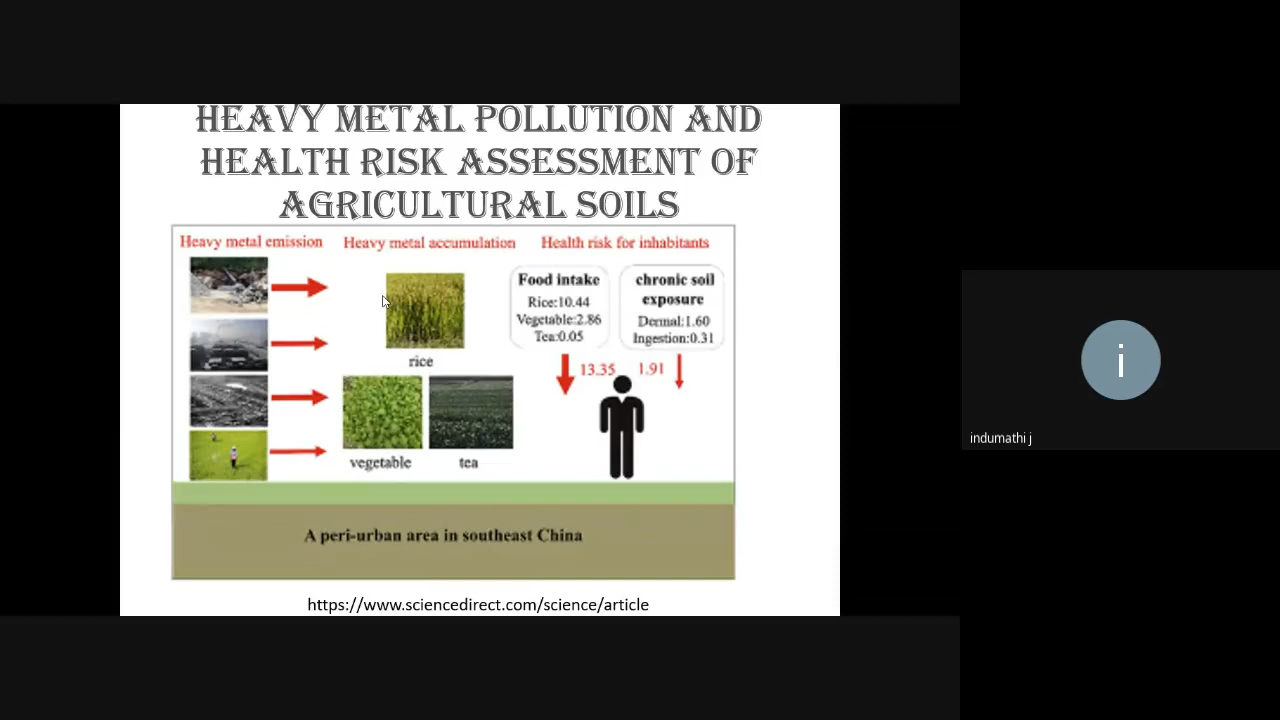 HEAVY METAL POLLUTION AND
HEALTH RISK ASSESSMENT OF
AGRICULTURAL SOILS
Heavy metal emission
Heavy metal accumulation
Health risk for inhabitants
rice
vegetable
tea
Food intake
Rice:10.44
Vegetable:2.86
Tea:0.05
chronic soil
exposure
Dermal:1.60
Ingestion:0.31
13.35
1.91
A peri-urban area in southeast China
https://www.sciencedirect.com/science/article
i
indumathi j